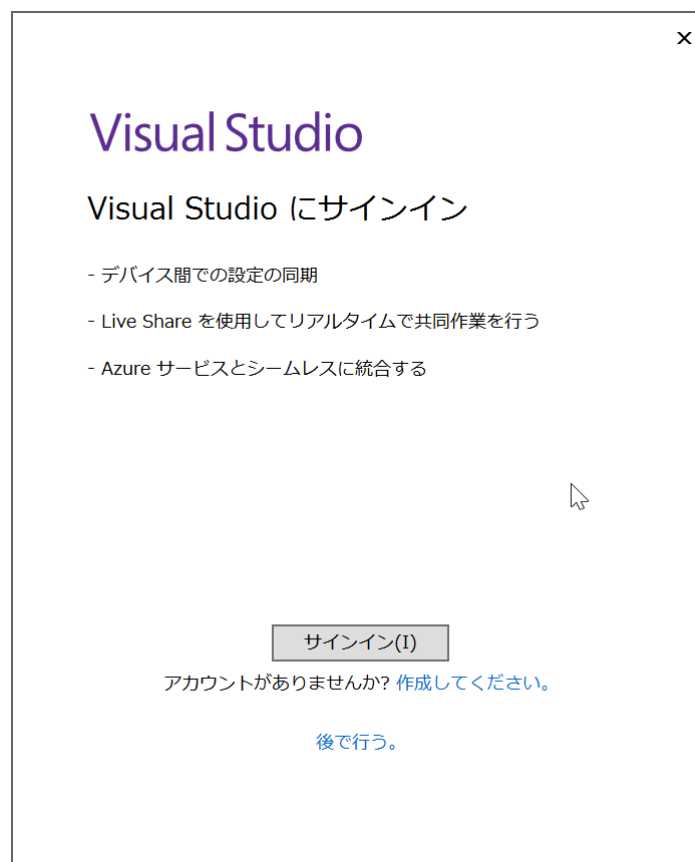 ×
Visual Studio
Visual Studio にサインイン
- デバイス間での設定の同期
- Live Share を使用してリアルタイムで共同作業を行う
- Azure サービスとシームレスに統合する
サインイン(I)
アカウントがありませんか? 作成してください。
後で行う。